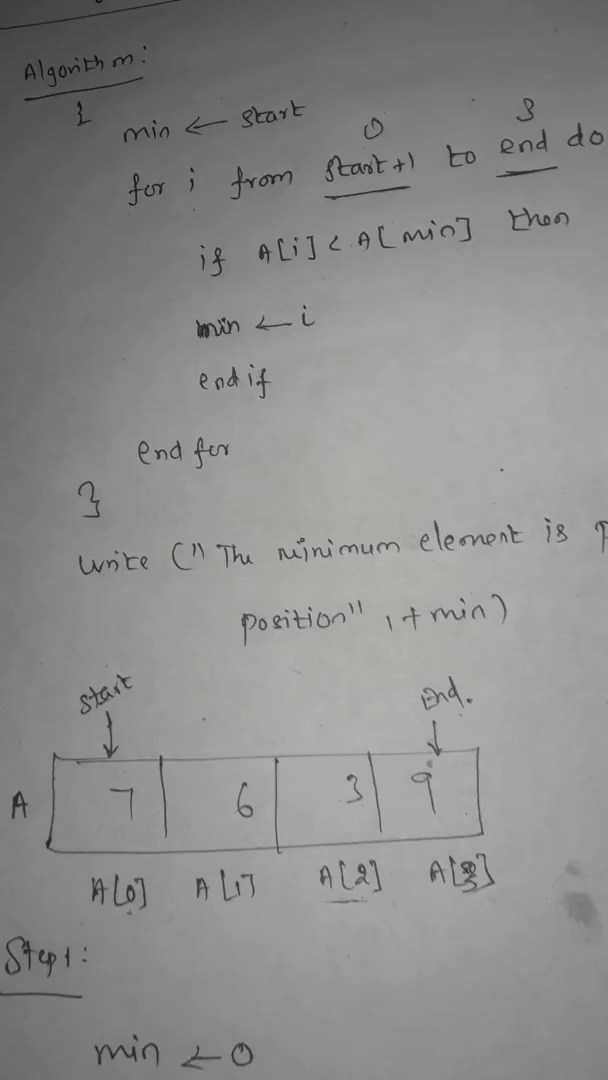 Algorithm:
{
min ← start
0 3
for i from start+1 to end do
if A[i] < A[min] then
min ← i
end if
end for
}
write (" The minimum element is
position" , + min)
start End.
A 7 6 3 9
A[0] A[1] A[2] A[3]
Step1:
min ← 0